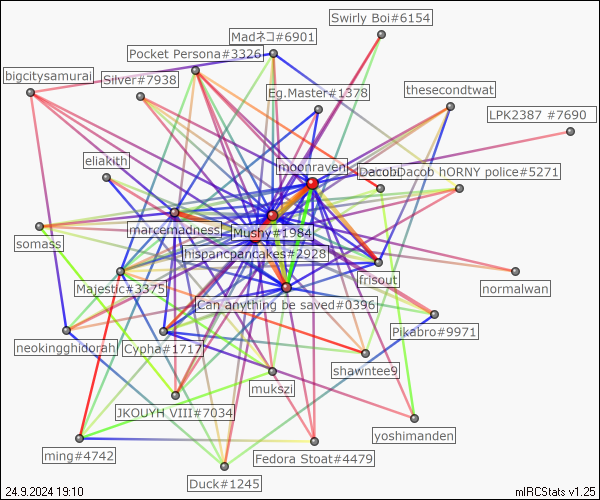 Swirly Boi#6154
Madネコ#6901
Pocket Persona#3326
bigcitysamurai
Silver#7938
thesecondtwat
Eg.Master#1378
LPK2387 #7690
eliakith
moonraven
DacobDacob hORNY police#5271
marcemadness
Mushy#1984
somass
hispancpancakes#2928
frisout
normalwan
Majestic#3375
Can anything be saved#0396
Pikabro#9971
neokingghidorah
Cypha#1717
shawntee9
mukszi
JKOUYH VIII#7034
yoshimanden
ming#4742
Fedora Stoat#4479
Duck#1245
24.9.2024 19:10
mIRCStats v1.25